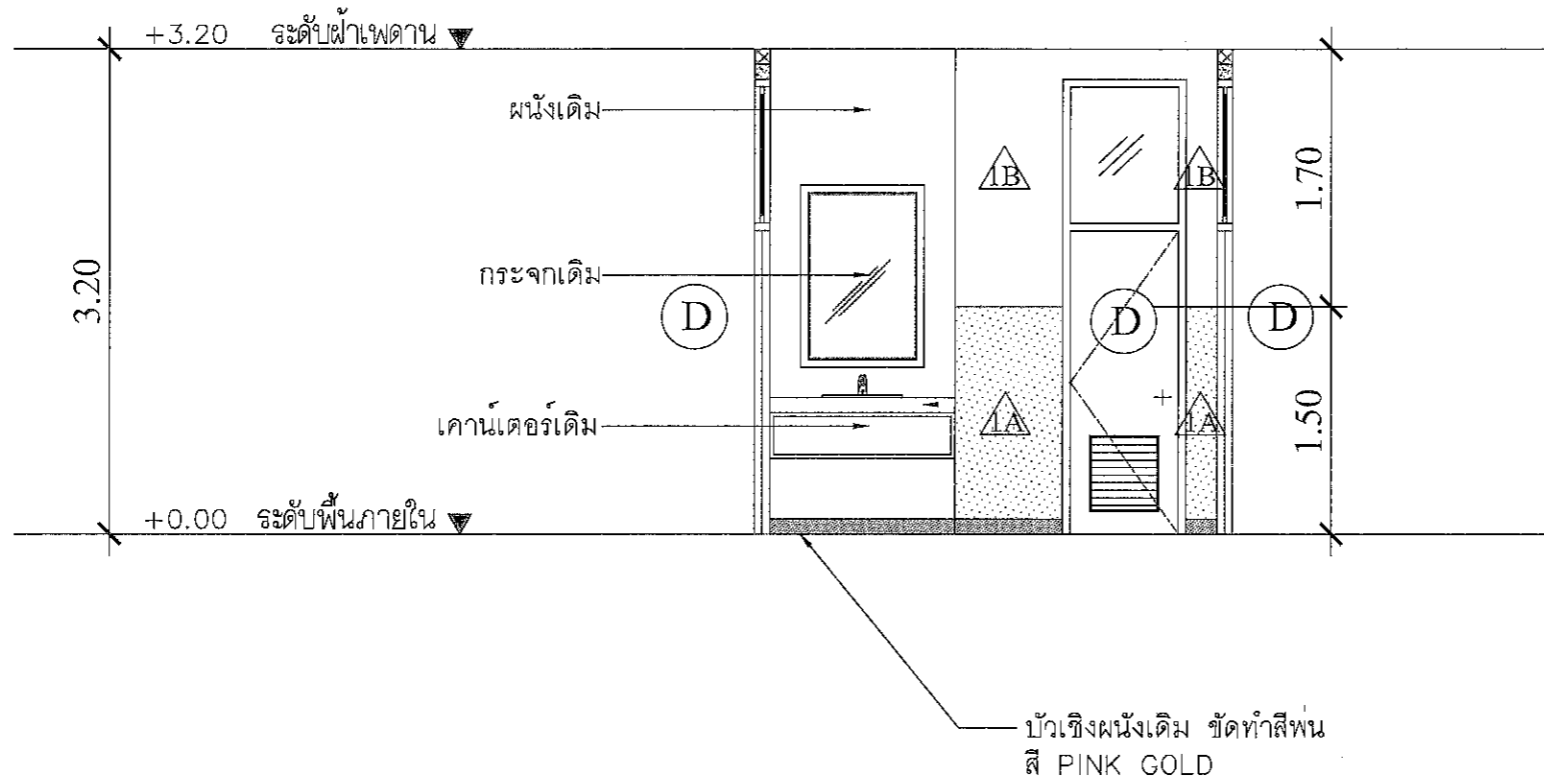 +3.20 ระดับฝ้าเพดาน
ผนังเดิม
1B
1B
1.70
กระจกเดิม
3.20
D
D
D
1.50
เคาน์เตอร์เดิม
1A
1A
+0.00 ระดับพื้นภายใน
บัวเชิงผนังเดิม ขัดทำสีพ่น
สี PINK GOLD